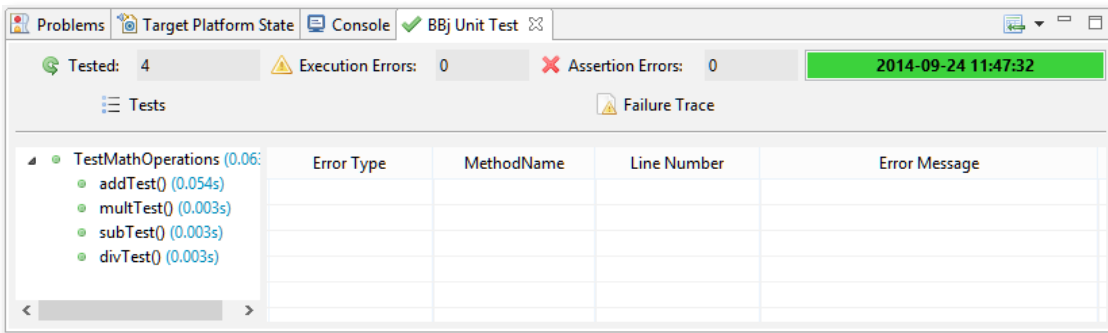 Problems Target Platform State Console BBj Unit Test
Tested: 4 Execution Errors: 0 Assertion Errors: 0 2014-09-24 11:47:32
Tests Failure Trace
TestMathOperations (0.063 Error Type MethodName Line Number Error Message
addTest() (0.054s)
multTest() (0.003s)
subTest() (0.003s)
divTest() (0.003s)